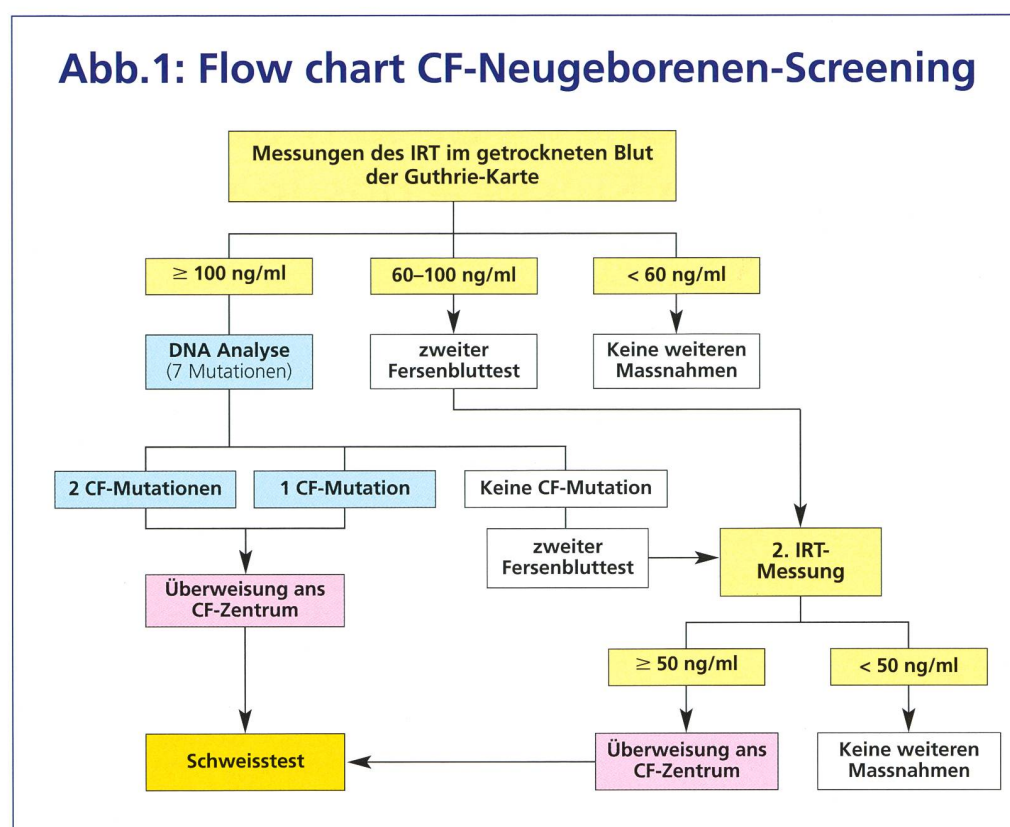 Abb.1: Flow chart CF-Neugeborenen-Screening
Messungen des IRT im getrockneten Blut
der Guthrie-Karte
≥ 100 ng/ml
60–100 ng/ml
< 60 ng/ml
DNA Analyse
(7 Mutationen)
zweiter
Fersenbluttest
Keine weiteren
Massnahmen
2 CF-Mutationen
1 CF-Mutation
Keine CF-Mutation
zweiter
Fersenbluttest
2. IRT-
Messung
Überweisung ans
CF-Zentrum
≥ 50 ng/ml
< 50 ng/ml
Schweisstest
Überweisung ans
CF-Zentrum
Keine weiteren
Massnahmen